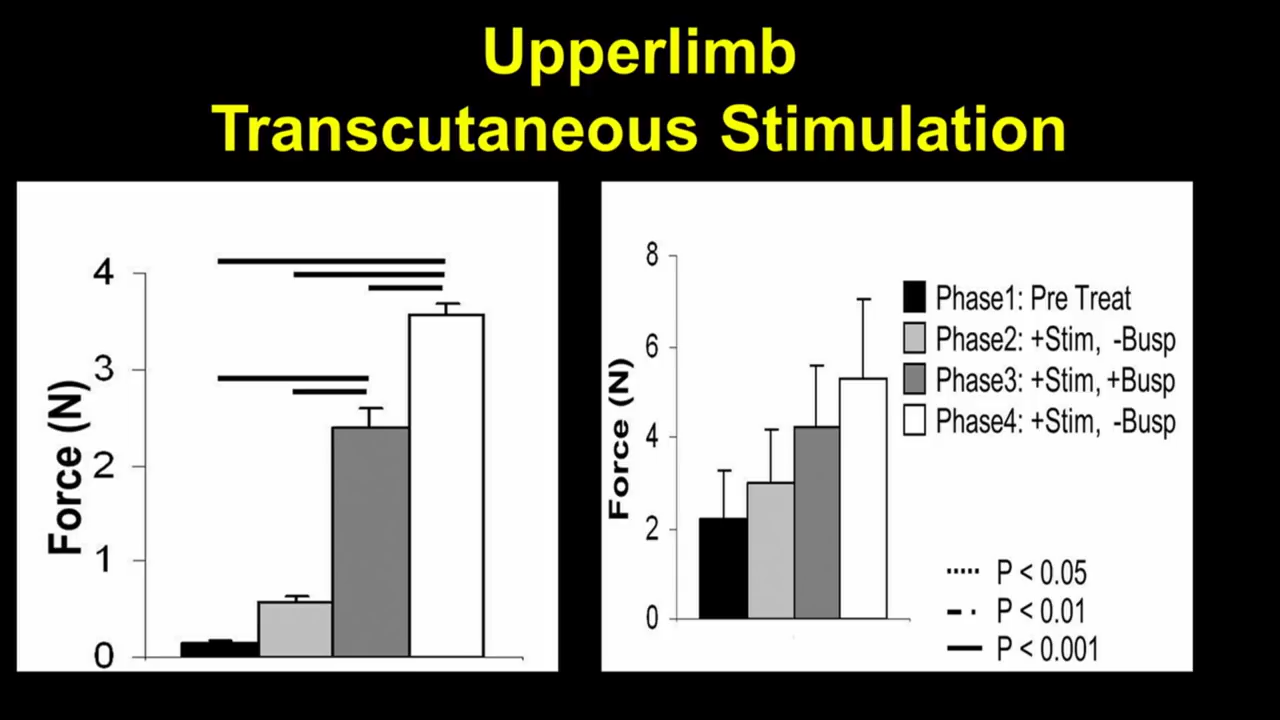 Upperlimb
Transcutaneous Stimulation
Force (N)
4
3
2
1
0
Force (N)
8
6
4
2
0
Phase1: Pre Treat
Phase2: +Stim, -Busp
Phase3: +Stim, +Busp
Phase4: +Stim, -Busp
P < 0.05
P < 0.01
P < 0.001